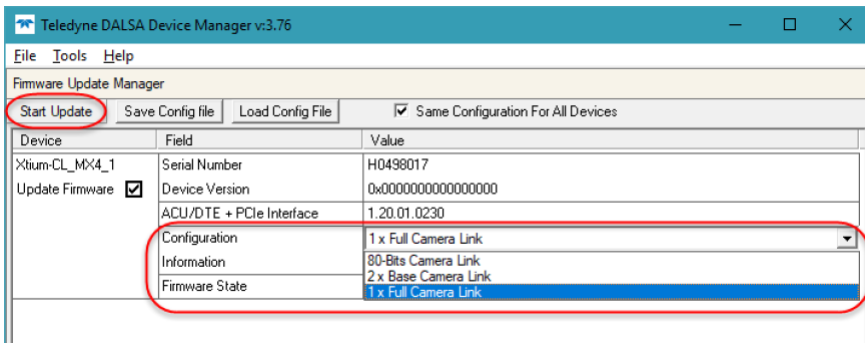 Teledyne DALSA Device Manager v:3.76
File Tools Help
Firmware Update Manager
Start Update Save Config file Load Config File Same Configuration For All Devices
Device Field Value
Xtium-CL_MX4_1 Serial Number H0498017
Update Firmware Device Version 0x0000000000000000
ACU/DTE + PCIe Interface 1.20.01.0230
Configuration 1 x Full Camera Link
Information 80-Bits Camera Link
2 x Base Camera Link
Firmware State 1 x Full Camera Link